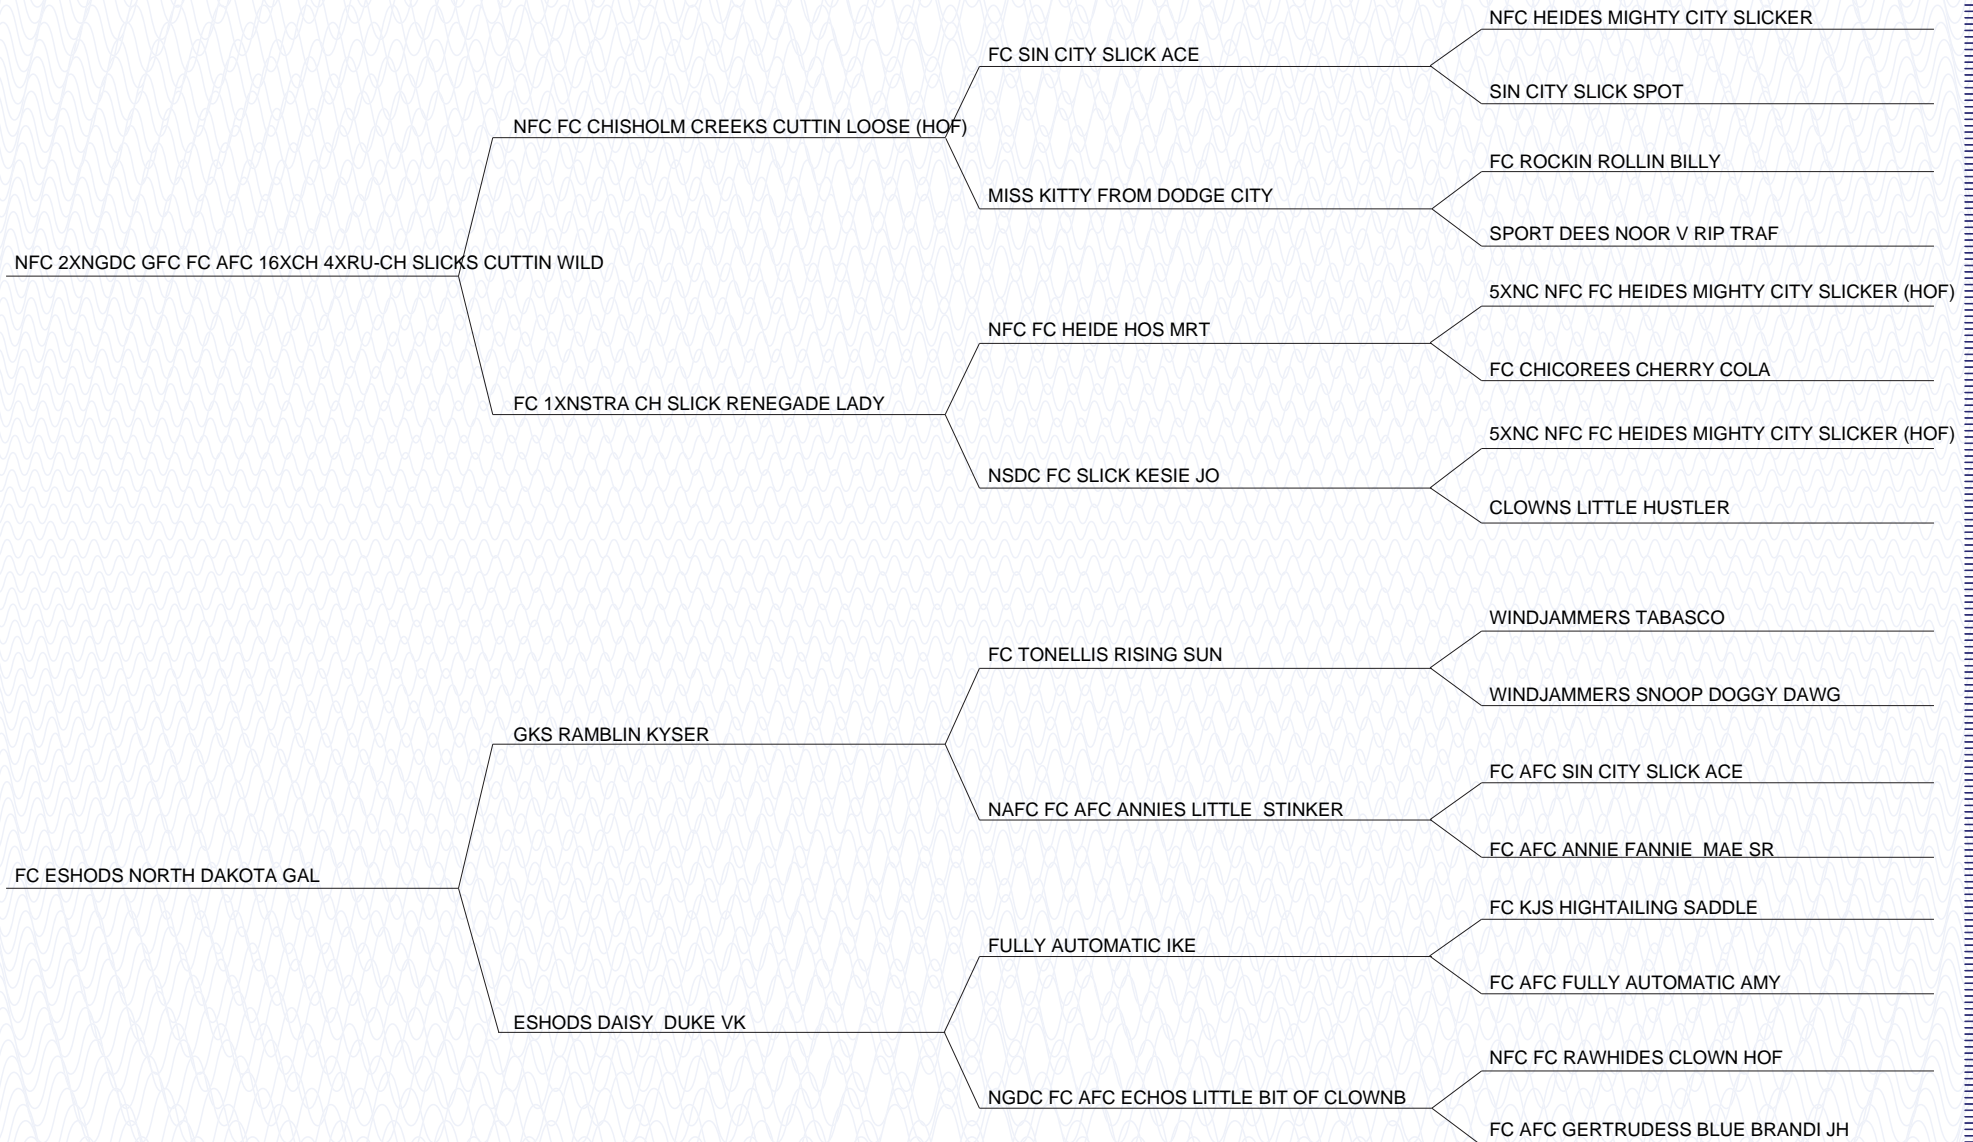 NFC HEIDES MIGHTY CITY SLICKER
FC SIN CITY SLICK ACE
SIN CITY SLICK SPOT
NFC FC CHISHOLM CREEKS CUTTIN LOOSE (HOF)
FC ROCKIN ROLLIN BILLY
MISS KITTY FROM DODGE CITY
SPORT DEES NOOR V RIP TRAF
NFC 2XNGDC GFC FC AFC 16XCH 4XRU-CH SLICKS CUTTIN WILD
5XNC NFC FC HEIDES MIGHTY CITY SLICKER (HOF)
NFC FC HEIDE HOS MRT
FC CHICOREES CHERRY COLA
FC 1XNSTRA CH SLICK RENEGADE LADY
5XNC NFC FC HEIDES MIGHTY CITY SLICKER (HOF)
NSDC FC SLICK KESIE JO
CLOWNS LITTLE HUSTLER
WINDJAMMERS TABASCO
FC TONELLIS RISING SUN
WINDJAMMERS SNOOP DOGGY DAWG
GKS RAMBLIN KYSER
FC AFC SIN CITY SLICK ACE
NAFC FC AFC ANNIES LITTLE  STINKER
FC AFC ANNIE FANNIE  MAE SR
FC ESHODS NORTH DAKOTA GAL
FC KJS HIGHTAILING SADDLE
FULLY AUTOMATIC IKE
FC AFC FULLY AUTOMATIC AMY
ESHODS DAISY  DUKE VK
NFC FC RAWHIDES CLOWN HOF
NGDC FC AFC ECHOS LITTLE BIT OF CLOWNB
FC AFC GERTRUDESS BLUE BRANDI JH